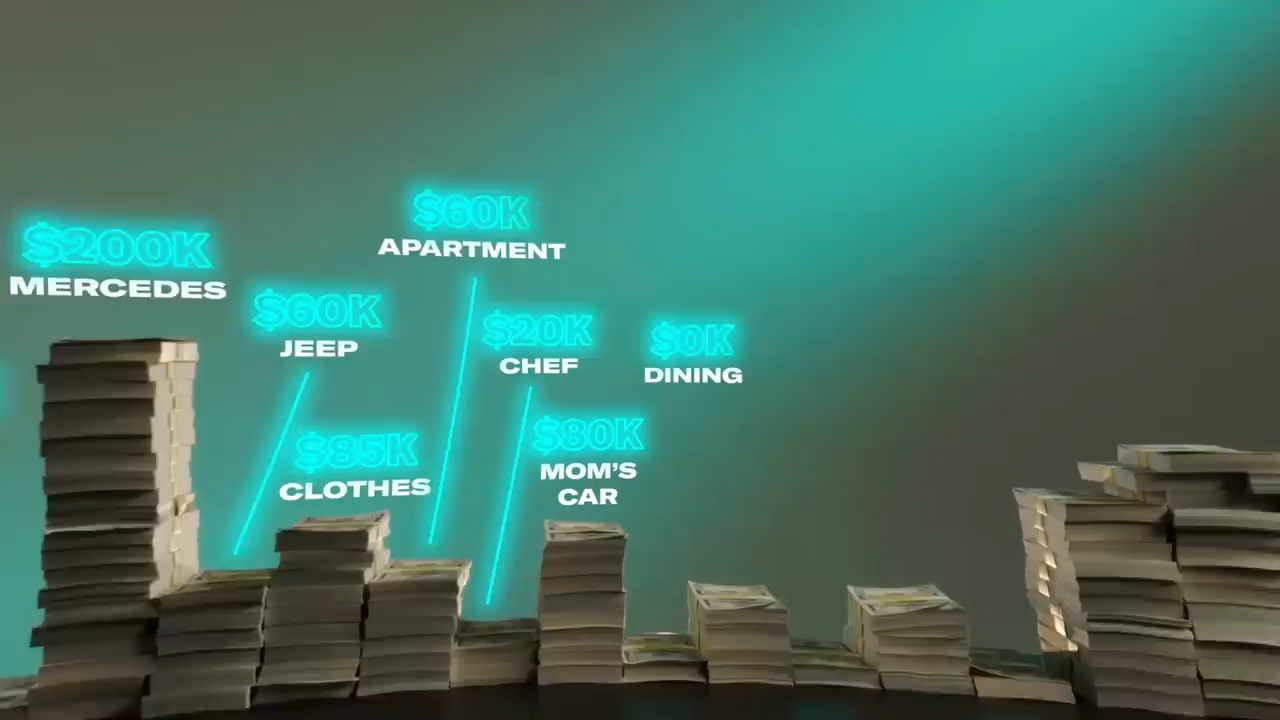 $200K
MERCEDES
$60K
JEEP
$85K
CLOTHES
$60K
APARTMENT
$20K
CHEF
$80K
MOM'S
CAR
$0K
DINING